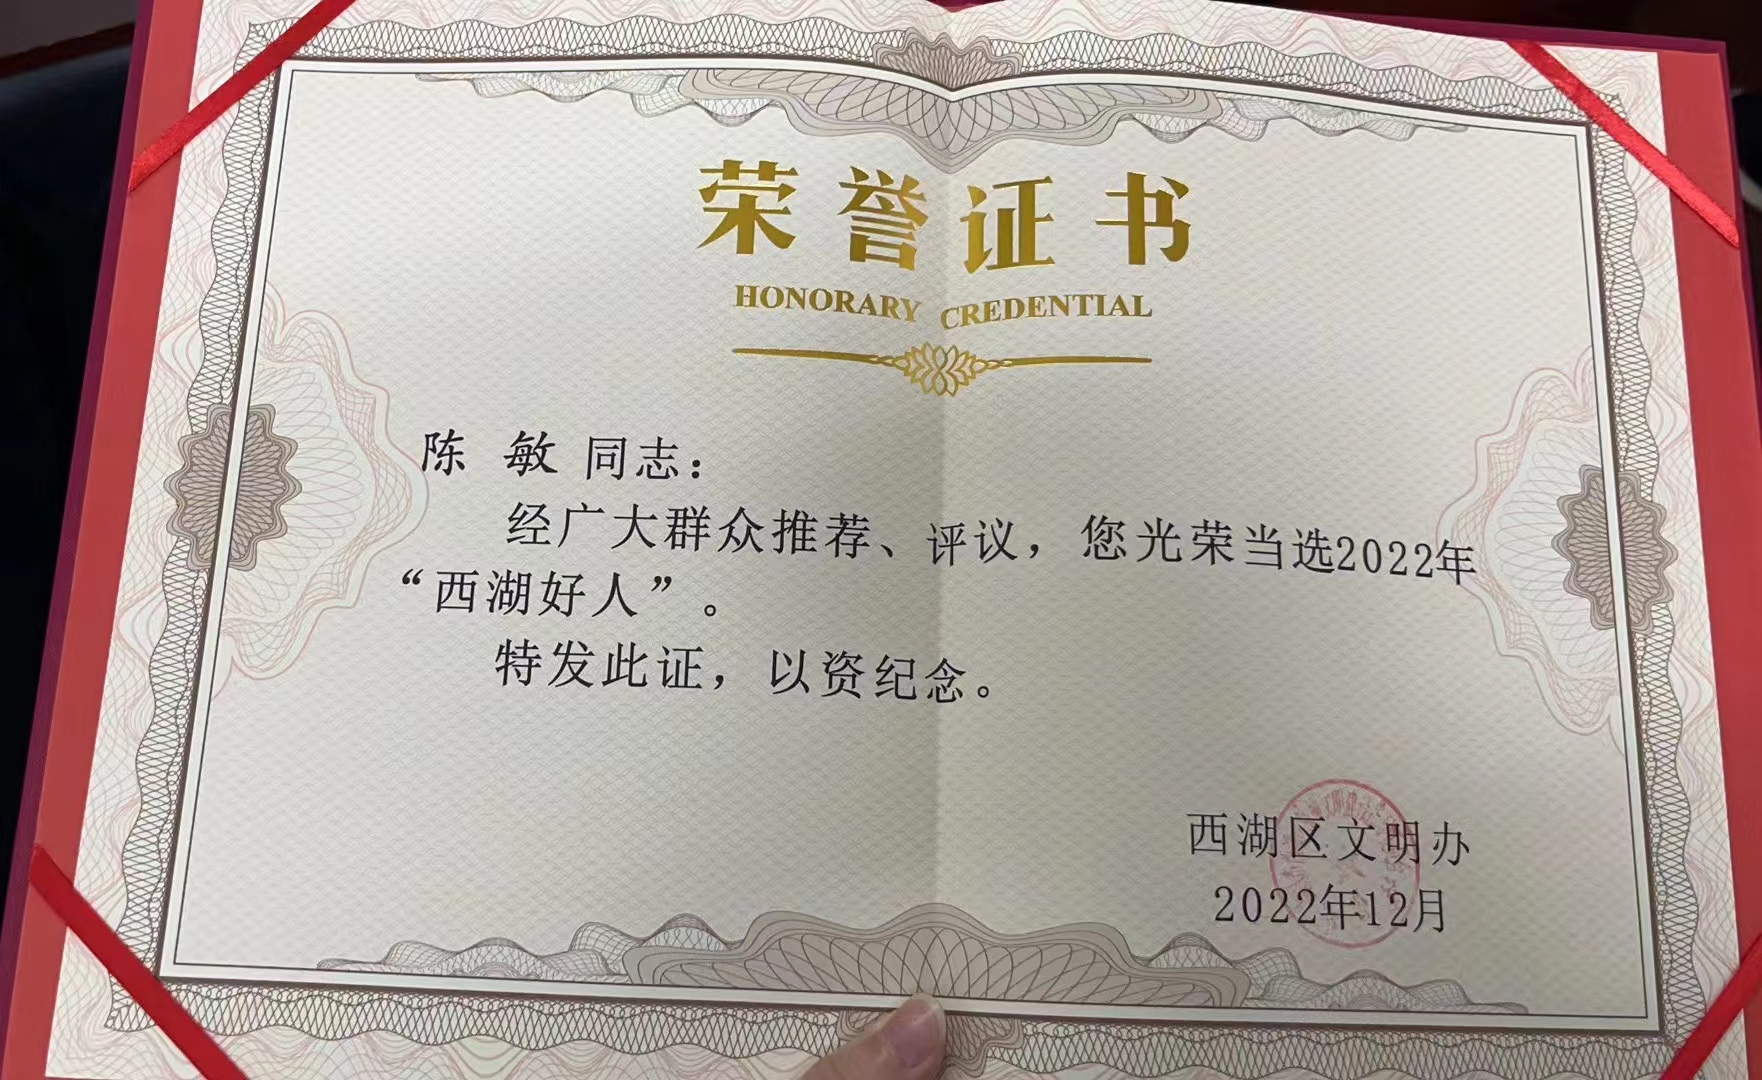 荣誉证书
HONORARY CREDENTIAL
陈 敏 同志：
经广大群众推荐、评议，您光荣当选2022年
“西湖好人”。
特发此证，以资纪念。
西湖区文明办
2022年12月